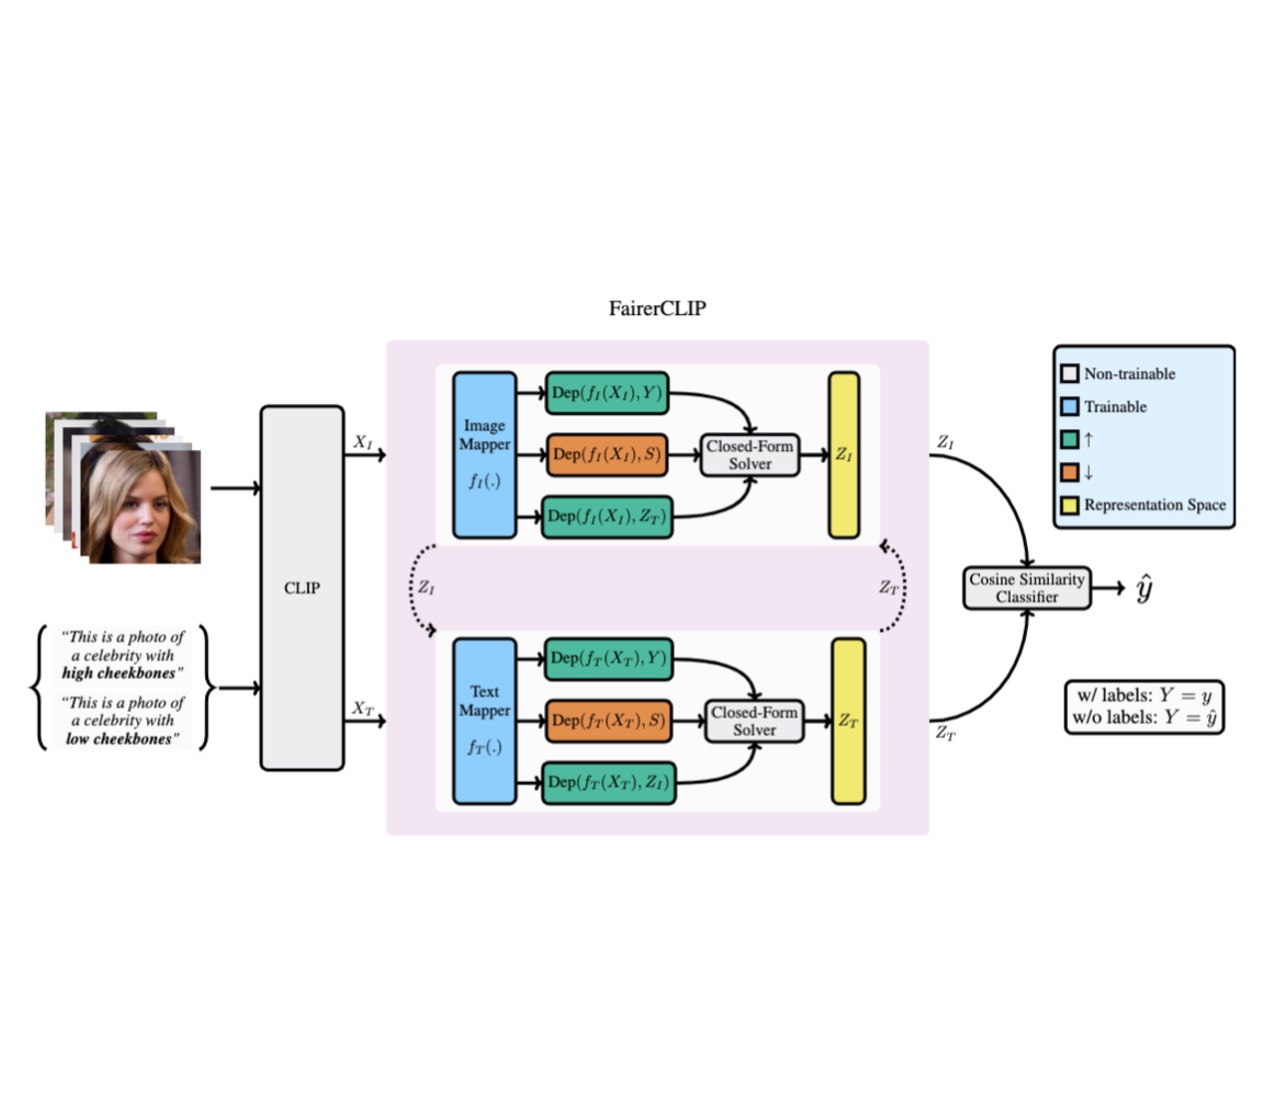 FairerCLIP
Non-trainable
Trainable
↑
↓
Representation Space
"This is a photo of
a celebrity with
high cheekbones"
"This is a photo of
a celebrity with
low cheekbones"
CLIP
X_I
X_T
Image
Mapper
f_I(.)
Dep(f_I(X_I), Y)
Dep(f_I(X_I), S)
Dep(f_I(X_I), Z_T)
Closed-Form
Solver
Z_I
Z_I
Z_T
Text
Mapper
f_T(.)
Dep(f_T(X_T), Y)
Dep(f_T(X_T), S)
Dep(f_T(X_T), Z_I)
Closed-Form
Solver
Z_T
Z_I
Z_T
Cosine Similarity
Classifier
ŷ
w/ labels: Y = y
w/o labels: Y = ŷ